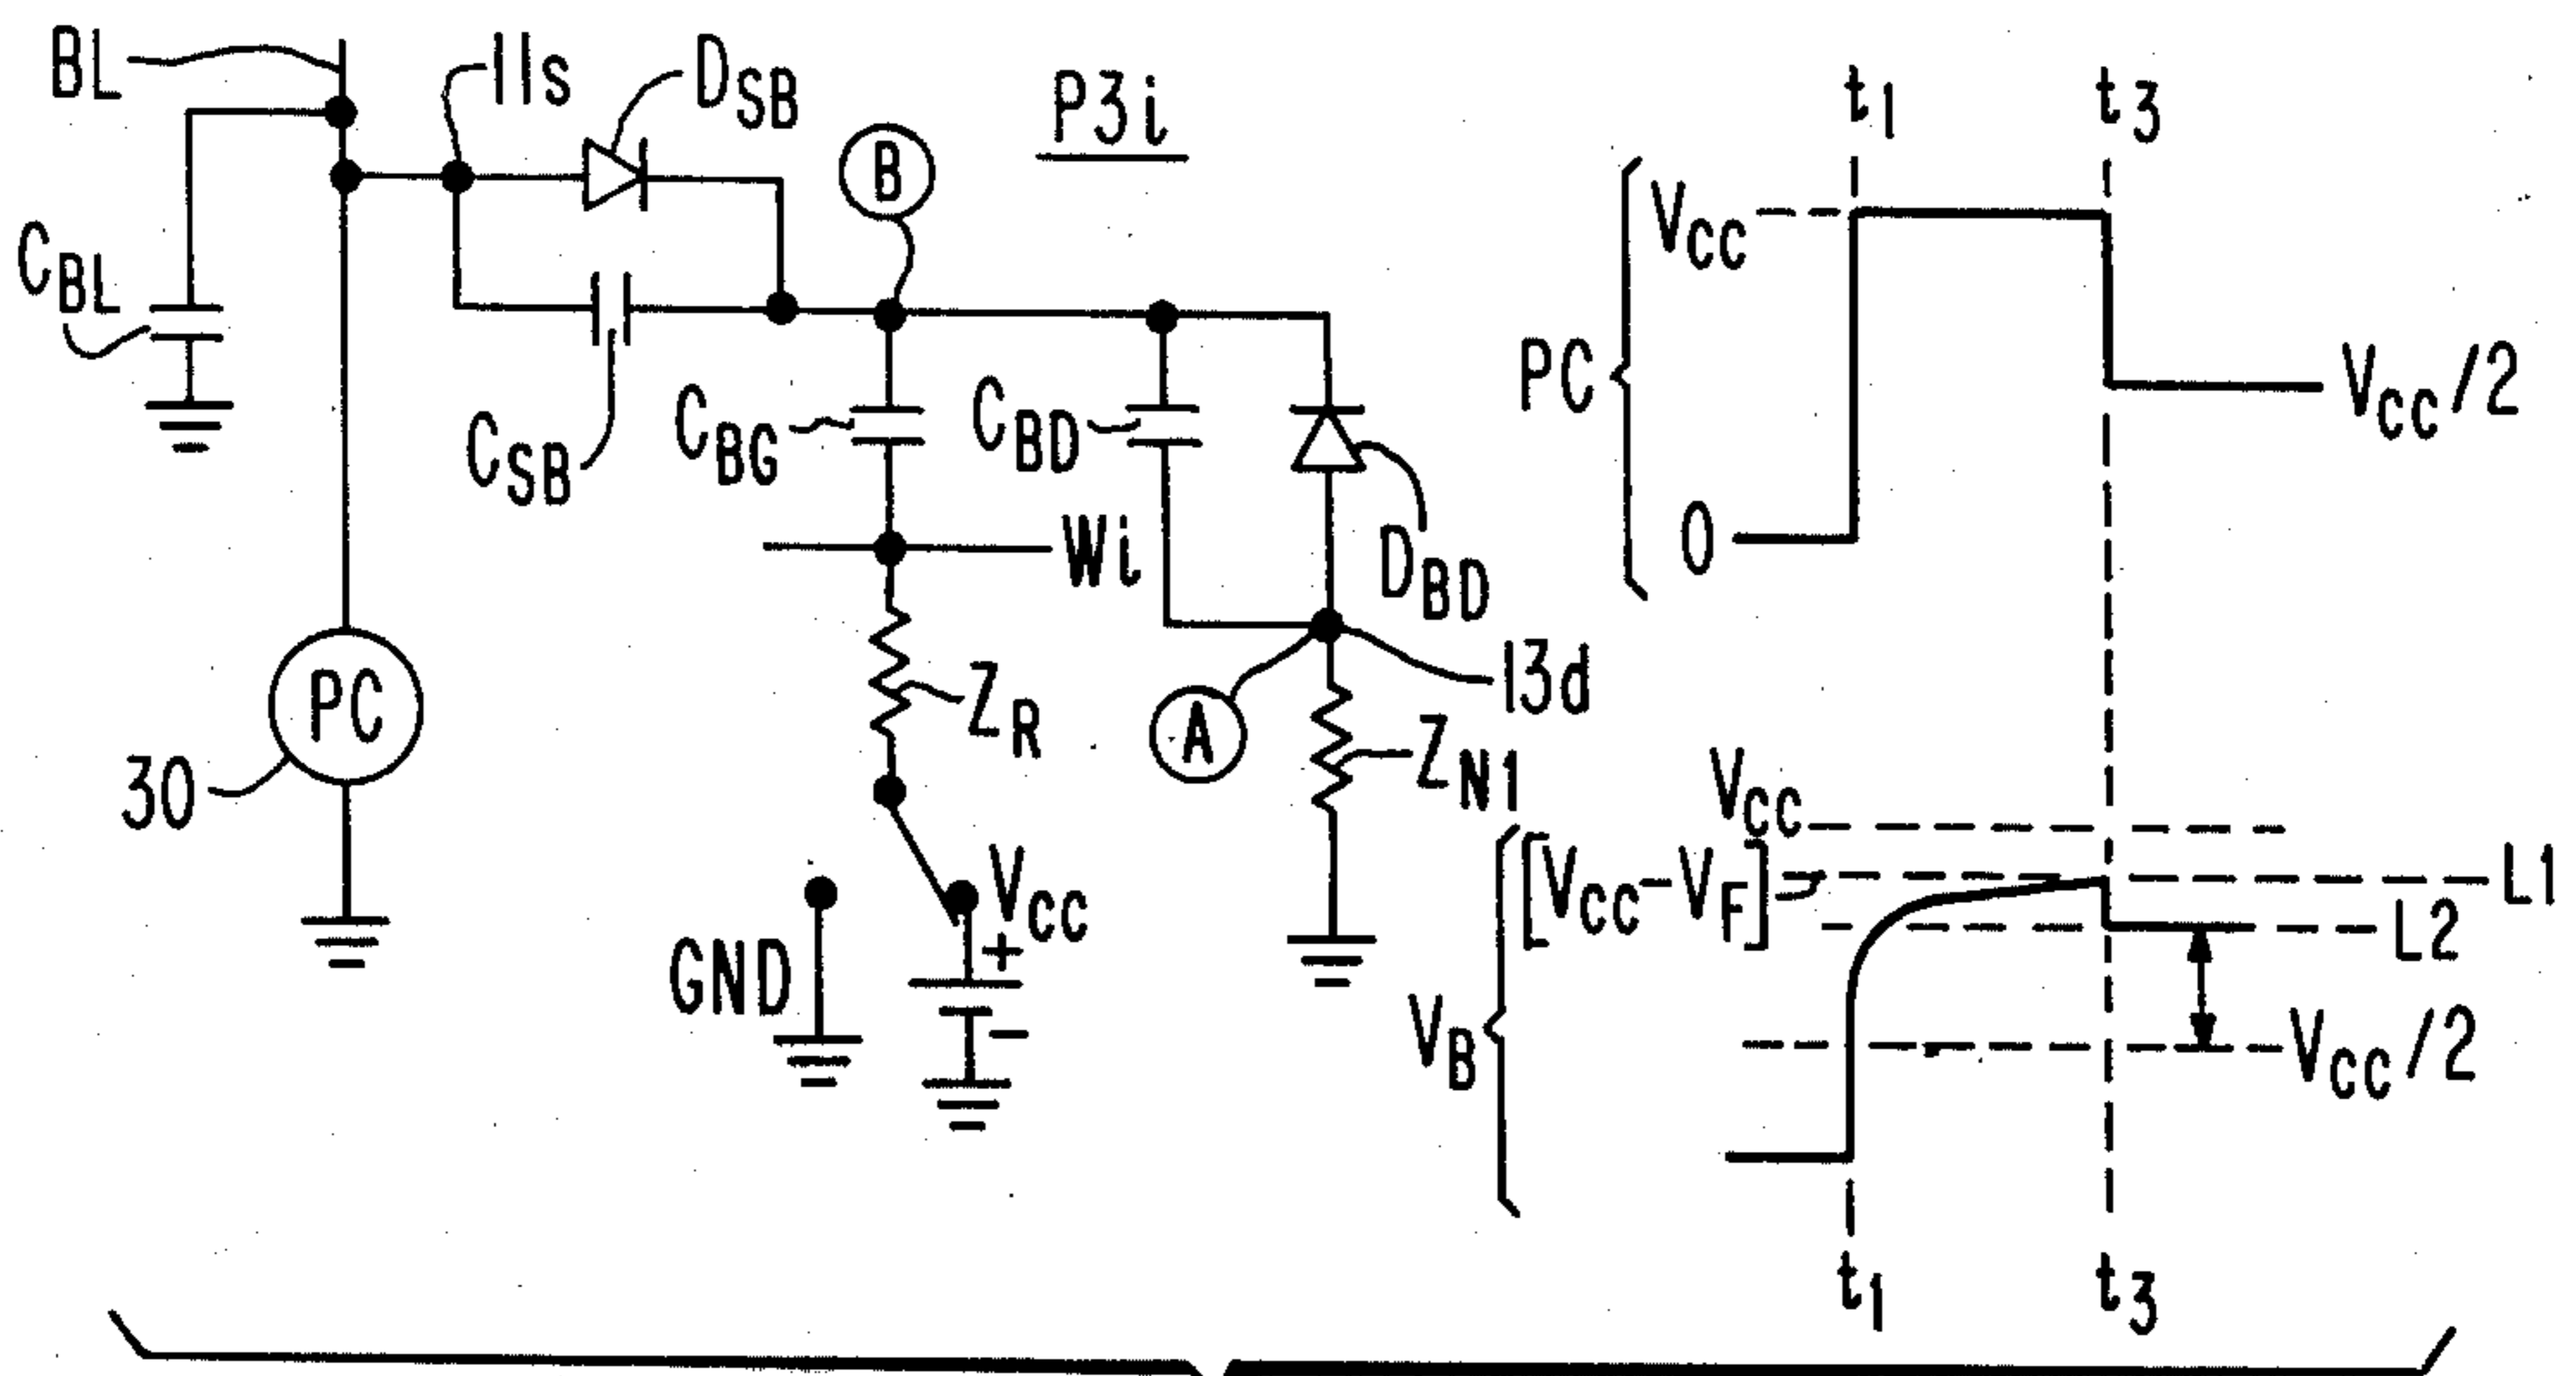 BL
11s
DSB
B
P3i
CBL
CSB
CBG
CBD
DBD
Wi
PC
30
ZR
A
13d
ZN1
GND
VCC
+
-
t1
t3
PC
VCC
0
VCC/2
VCC
[VCC-VF]
L1
L2
VB
VCC/2
t1
t3